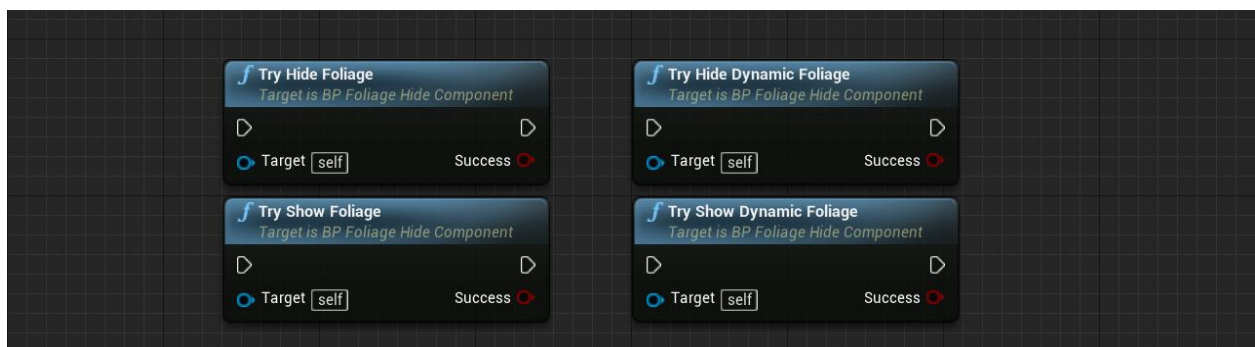 Try Hide Foliage
Target is BP Foliage Hide Component
Target self Success
Try Hide Dynamic Foliage
Target is BP Foliage Hide Component
Target self Success
Try Show Foliage
Target is BP Foliage Hide Component
Target self Success
Try Show Dynamic Foliage
Target is BP Foliage Hide Component
Target self Success